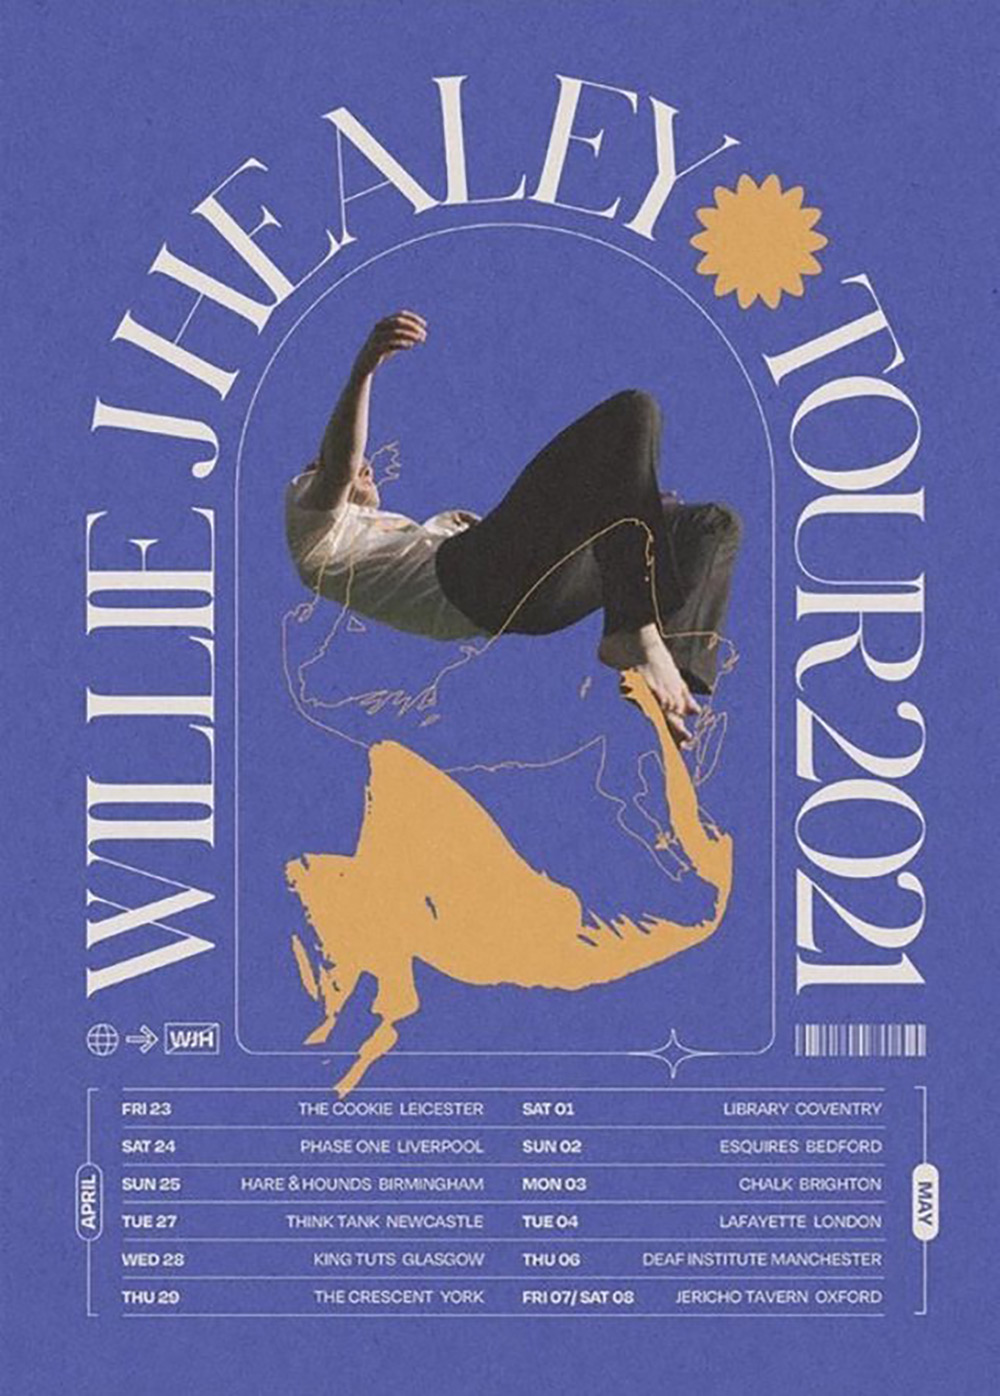 WILLIE J HEALEY TOUR 2021
WJH
APRIL
FRI 23 THE COOKIE LEICESTER
SAT 24 PHASE ONE LIVERPOOL
SUN 25 HARE & HOUNDS BIRMINGHAM
TUE 27 THINK TANK NEWCASTLE
WED 28 KING TUTS GLASGOW
THU 29 THE CRESCENT YORK
SAT 01 LIBRARY COVENTRY
SUN 02 ESQUIRES BEDFORD
MON 03 CHALK BRIGHTON
TUE 04 LAFAYETTE LONDON
THU 06 DEAF INSTITUTE MANCHESTER
FRI 07/ SAT 08 JERICHO TAVERN OXFORD
MAY